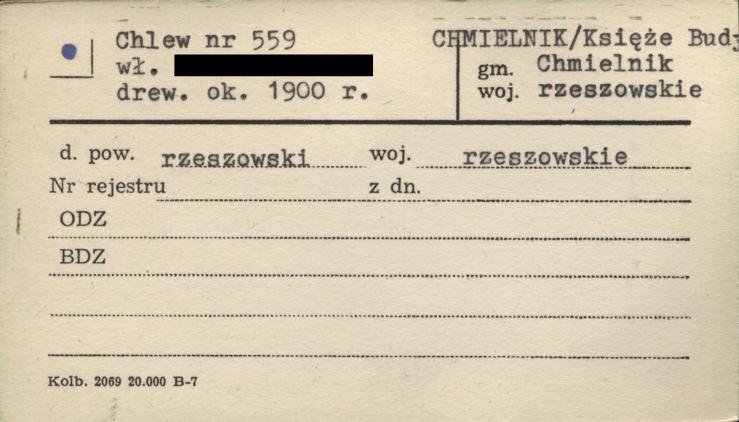 Chlew nr 559
wł.
drew. ok. 1900 r.
CHMIELNIK/Księże Budy
gm. Chmielnik
woj. rzeszowskie
d. pow. rzeszowski woj. rzeszowskie
Nr rejestru z dn.
ODZ
BDZ
Kolb. 2069 20.000 B-7